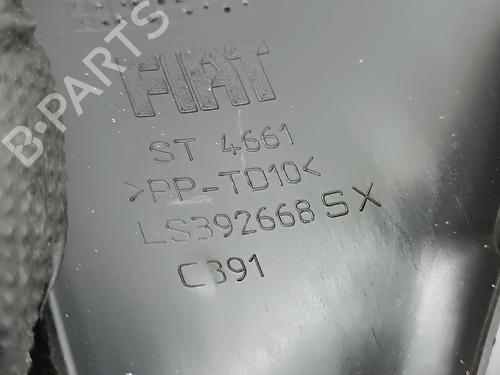 FIAT
ST 4661
>PP-TD10<
LS392668 SX
C391
B-PARTS